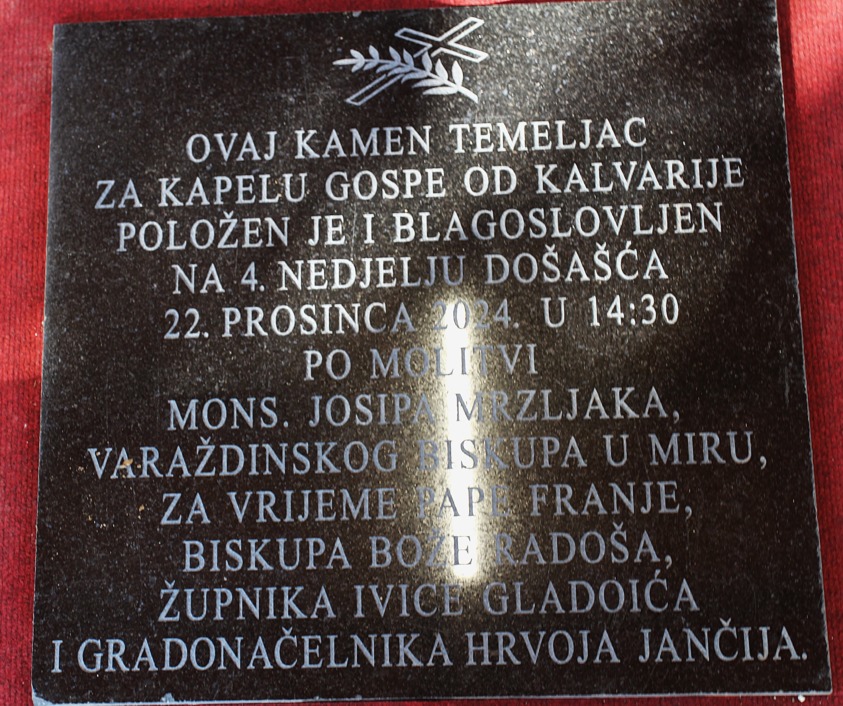 OVAJ KAMEN TEMELJAC
ZA KAPELU GOSPE OD KALVARIJE
POLOŽEN JE I BLAGOSLOVLJEN
NA 4. NEDJELJU DOŠAŠĆA
22. PROSINCA 2024. U 14:30
PO MOLITVI
MONS. JOSIPA MRZLJAKA,
VARAŽDINSKOG BISKUPA U MIRU,
ZA VRIJEME PAPE FRANJE,
BISKUPA BOŽE RADOŠA,
ŽUPNIKA IVICE GLADOIĆA
I GRADONAČELNIKA HRVOJA JANČIJA.